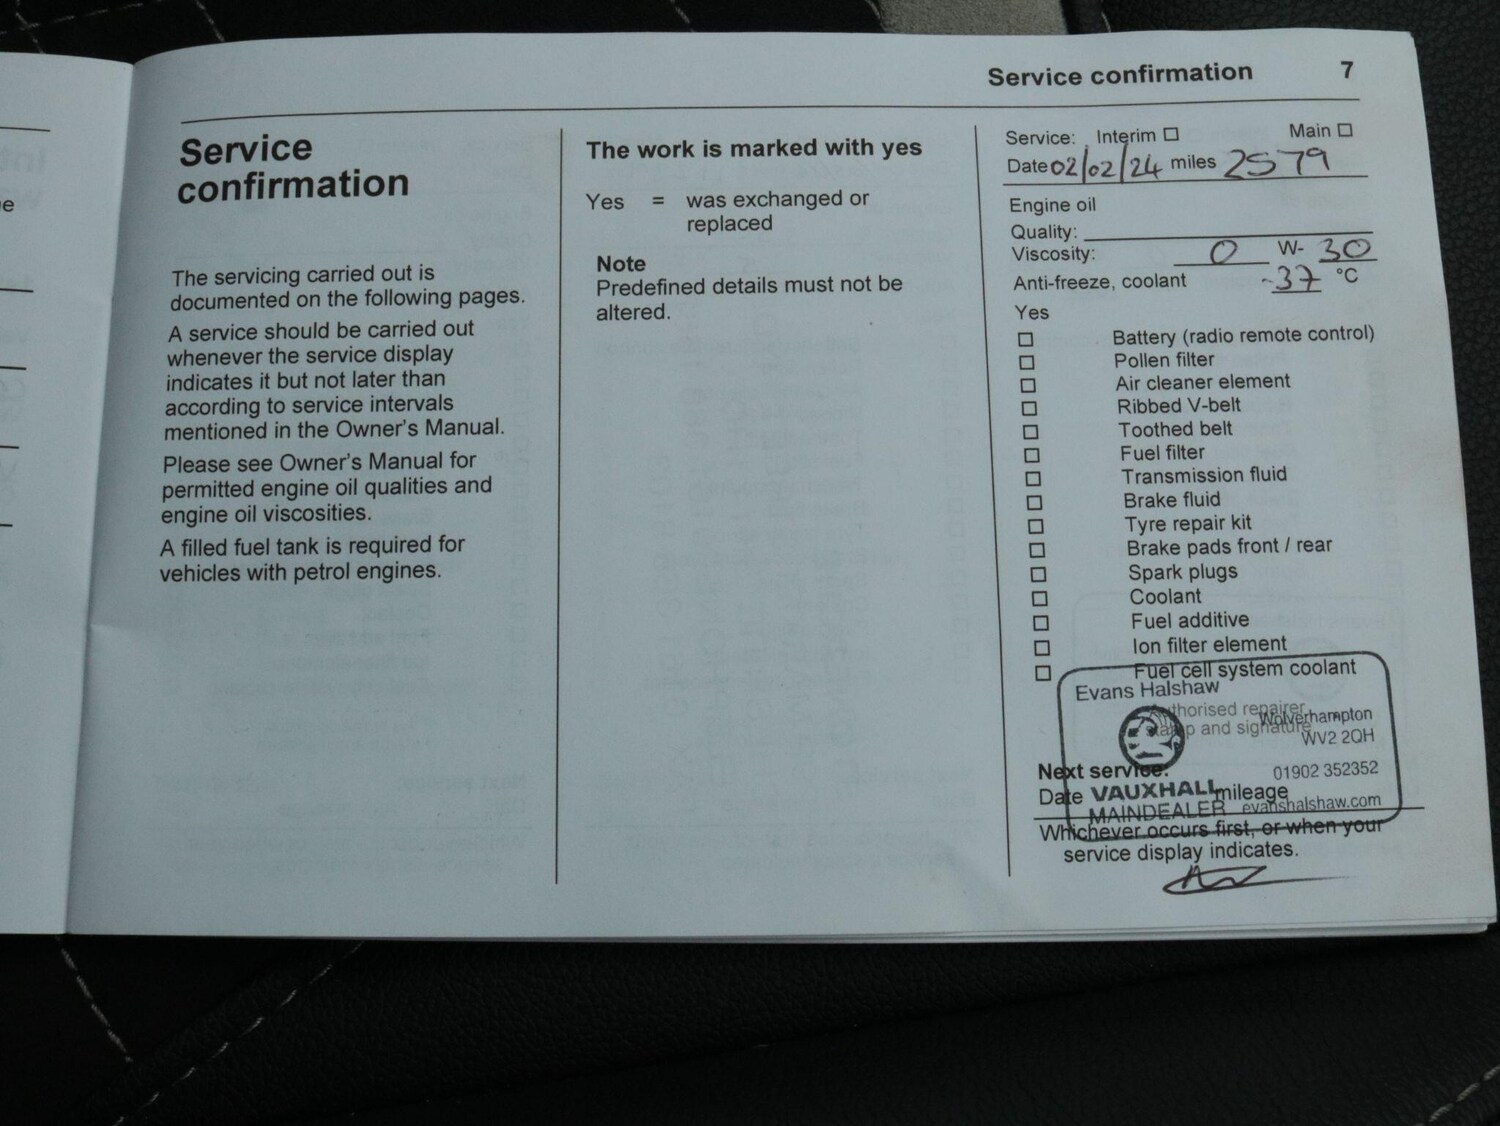 Service confirmation 7
Service
confirmation
The servicing carried out is
documented on the following pages.
A service should be carried out
whenever the service display
indicates it but not later than
according to service intervals
mentioned in the Owner's Manual.
Please see Owner's Manual for
permitted engine oil qualities and
engine oil viscosities.
A filled fuel tank is required for
vehicles with petrol engines.
The work is marked with yes
Yes = was exchanged or
replaced
Note
Predefined details must not be
altered.
Service: Interim ☐ Main ☐
Date 02/02/24 miles 2579
Engine oil
Quality:
Viscosity: 0 W- 30
Anti-freeze, coolant -37 °C
Yes
☐ Battery (radio remote control)
☐ Pollen filter
☐ Air cleaner element
☐ Ribbed V-belt
☐ Toothed belt
☐ Fuel filter
☐ Transmission fluid
☐ Brake fluid
☐ Tyre repair kit
☐ Brake pads front / rear
☐ Spark plugs
☐ Coolant
☐ Fuel additive
☐ Ion filter element
☐ Fuel cell system coolant
Evans Halshaw
Authorised repairer
stamp and signature
Wolverhampton
WV2 2QH
01902 352352
Next service:
Date mileage
VAUXHALL
MAINDEALER evanshalshaw.com
Whichever occurs first, or when your
service display indicates.